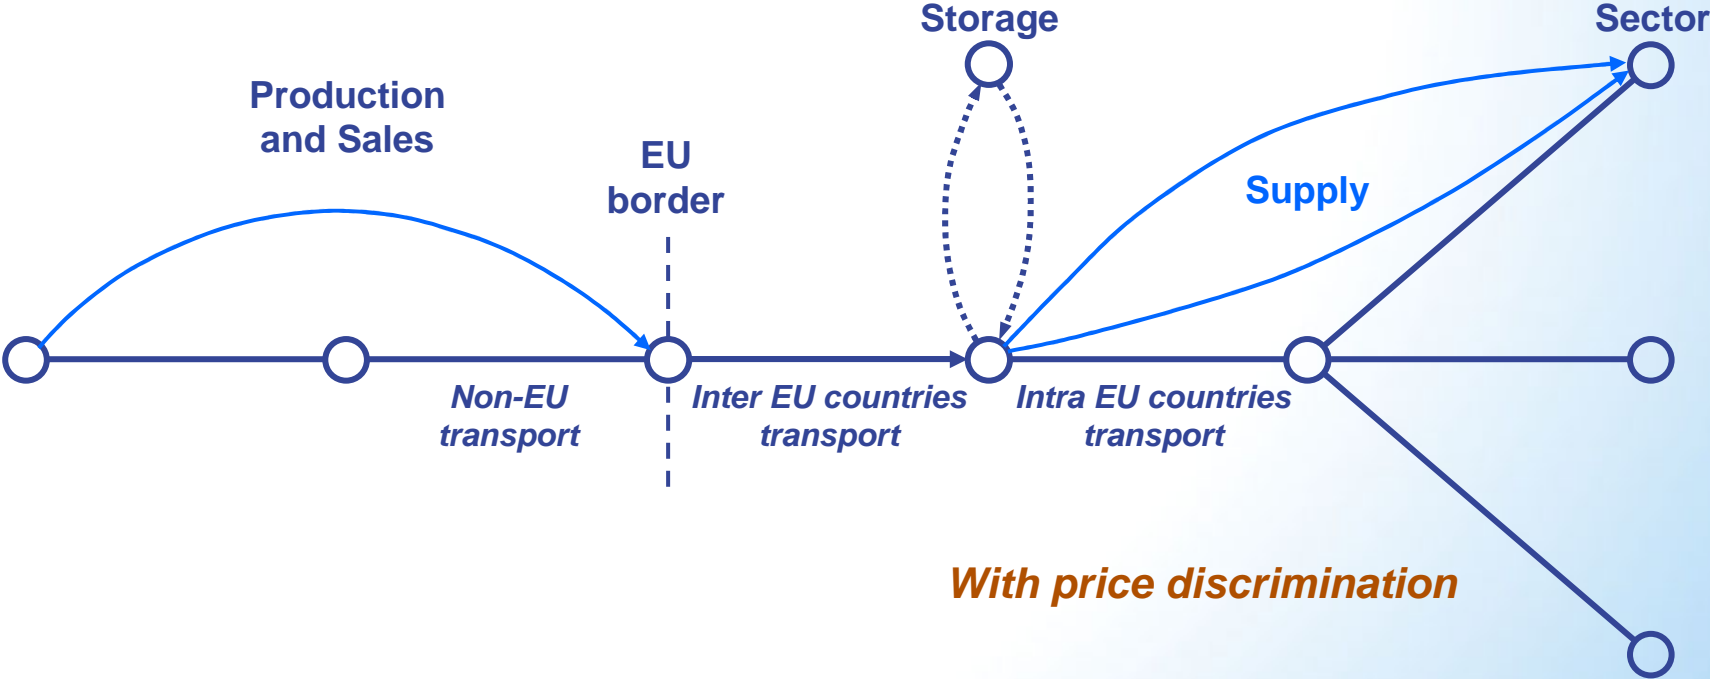 Storage
Sector
Production
and Sales
EU
border
Supply
Non-EU
transport
Inter EU countries
transport
Intra EU countries
transport
With price discrimination